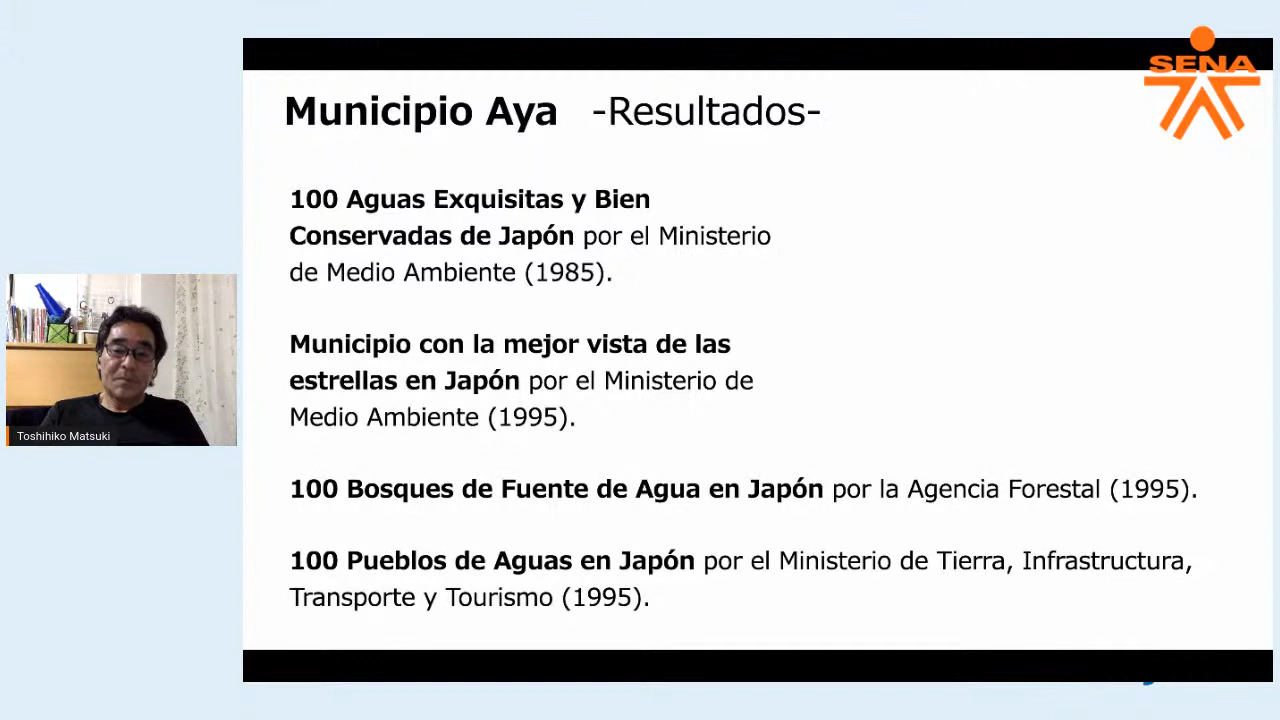 SENA
Municipio Aya -Resultados-
100 Aguas Exquisitas y Bien
Conservadas de Japón por el Ministerio
de Medio Ambiente (1985).
Municipio con la mejor vista de las
estrellas en Japón por el Ministerio de
Medio Ambiente (1995).
100 Bosques de Fuente de Agua en Japón por la Agencia Forestal (1995).
100 Pueblos de Aguas en Japón por el Ministerio de Tierra, Infrastructura,
Transporte y Tourismo (1995).
Toshihiko Matsuki